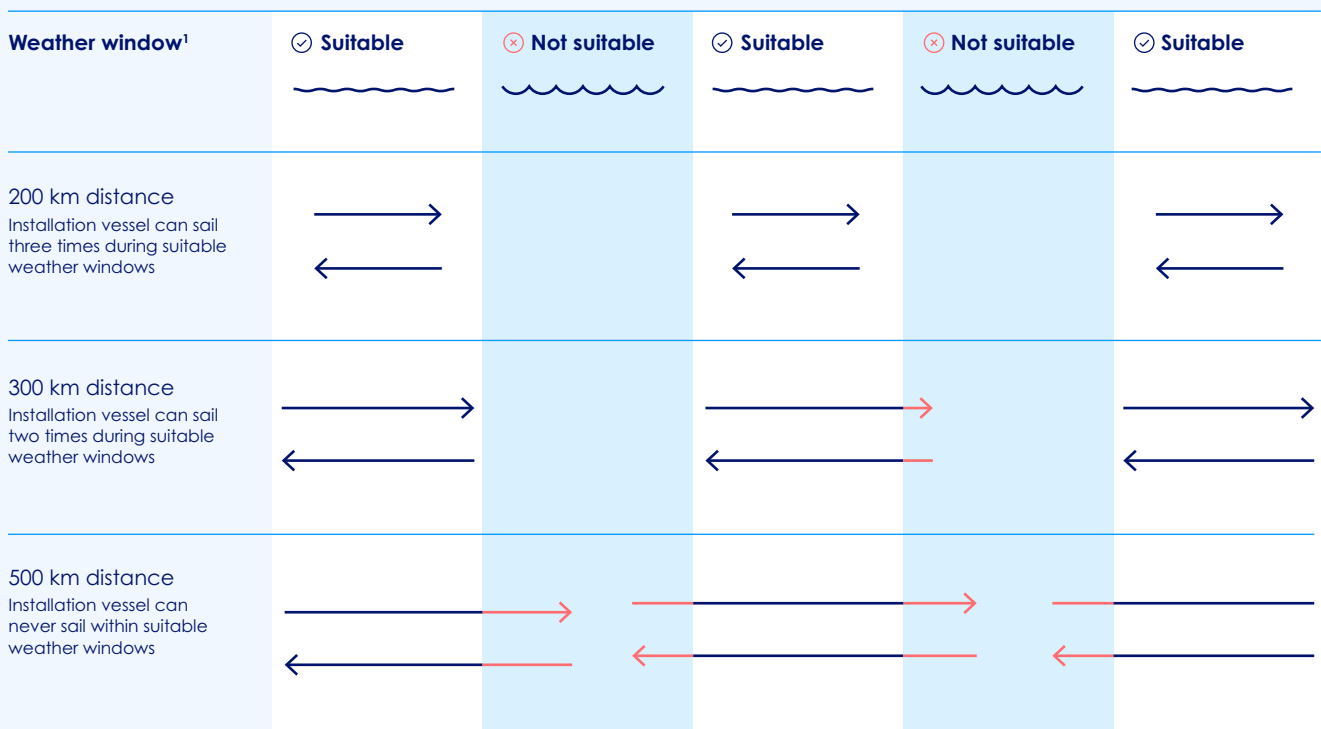 Weather window¹
Suitable
Not suitable
Suitable
Not suitable
Suitable
200 km distance
Installation vessel can sail
three times during suitable
weather windows
300 km distance
Installation vessel can sail
two times during suitable
weather windows
500 km distance
Installation vessel can
never sail within suitable
weather windows